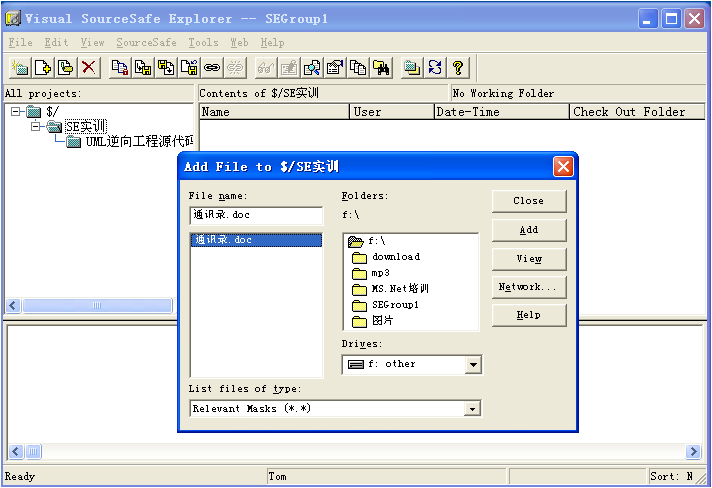 Visual SourceSafe Explorer -- SEGroup1
File Edit View SourceSafe Tools Web Help
All projects:
Contents of $/SE实训
No Working Folder
$/
SE实训
UML逆向工程源代码
Name User Date-Time Check Out Folder
Add File to $/SE实训
File name:
通讯录.doc
通讯录.doc
Folders:
f:\
f:\
download
mp3
MS.Net培训
SEGroup1
图片
Drives:
f: other
List files of type:
Relevant Masks (*.*)
Close
Add
View
Network...
Help
Ready
Tom
Sort: N